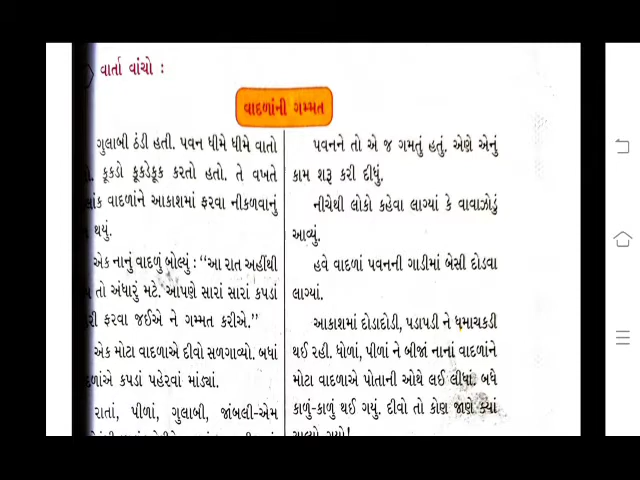 વાર્તા વાંચો :
વાદળાંની ગમ્મત
ગુલાબી ઠંડી હતી. પવન ધીમે ધીમે વાતો
કૂકડો કૂકડેકૂક કરતો હતો. તે વખતે
વાદળાંને આકાશમાં ફરવા નીકળવાનું
થયું.
એક નાનું વાદળું બોલ્યું : “આ રાત અહીંથી
તો અંધારું મટે. આપણે સારાં સારાં કપડાં
ફરવા જઈએ ને ગમ્મત કરીએ.”
એક મોટા વાદળાએ દીવો સળગાવ્યો. બધાં
કપડાં પહેરવાં માંડ્યાં.
રાતાં, પીળાં, ગુલાબી, જાંબલી-એમ
પવનને તો એ જ ગમતું હતું. એણે એનું
કામ શરૂ કરી દીધું.
નીચેથી લોકો કહેવા લાગ્યાં કે વાવાઝોડું
આવ્યું.
હવે વાદળાં પવનની ગાડીમાં બેસી દોડવા
લાગ્યાં.
આકાશમાં દોડાદોડી, પડાપડી ને ધમાચકડી
થઈ રહી. ધોળાં, પીળાં ને બીજાં નાનાં વાદળાંને
મોટા વાદળાએ પોતાની ઓથે લઈ લીધાં. બધે
કાળું-કાળું થઈ ગયું. દીવો તો કોણ જાણે ક્યાં